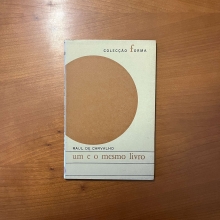 COLECÇÃO forma
RAUL DE CARVALHO
um e o mesmo livro